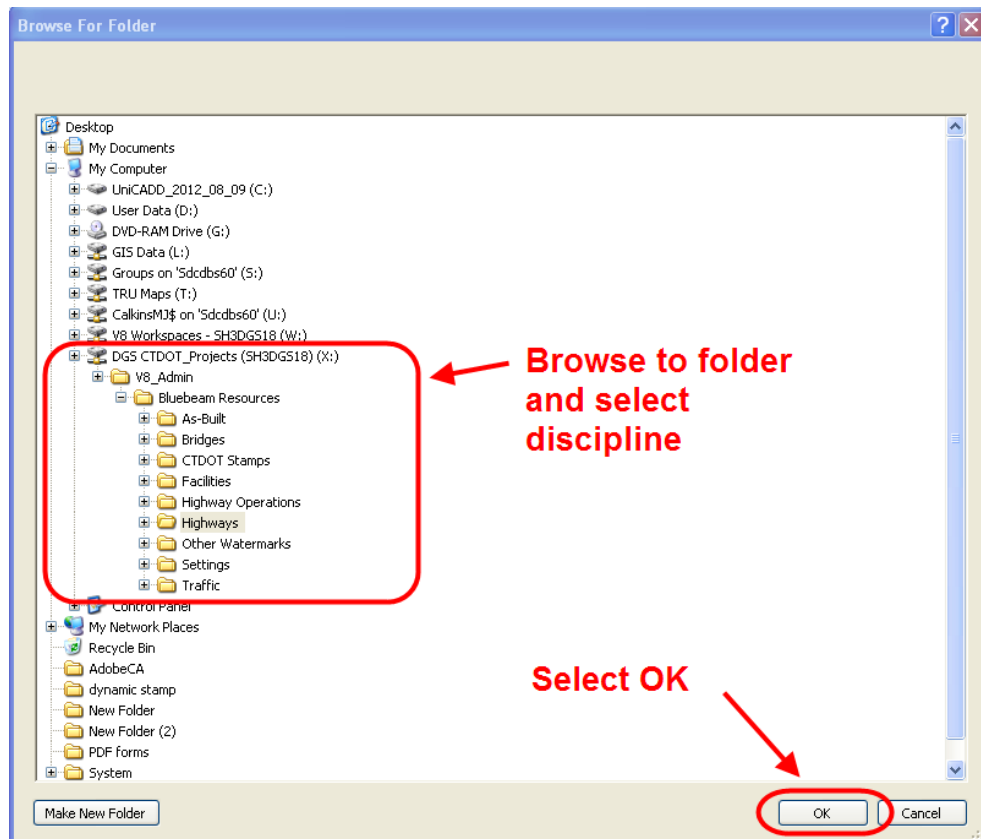 Browse For Folder
Desktop
My Documents
My Computer
UniCADD_2012_08_09 (C:)
User Data (D:)
DVD-RAM Drive (G:)
GIS Data (L:)
Groups on 'Sdcdbs60' (S:)
TRU Maps (T:)
CalkinsMJ$ on 'Sdcdbs60' (U:)
V8 Workspaces - SH3DGS18 (W:)
DGS CTDOT_Projects (SH3DGS18) (X:)
V8_Admin
Bluebeam Resources
As-Built
Bridges
CTDOT Stamps
Facilities
Highway Operations
Highways
Other Watermarks
Settings
Traffic
Control Panel
My Network Places
Recycle Bin
AdobeCA
dynamic stamp
New Folder
New Folder (2)
PDF forms
System
Browse to folder
and select
discipline
Select OK
Make New Folder
OK
Cancel